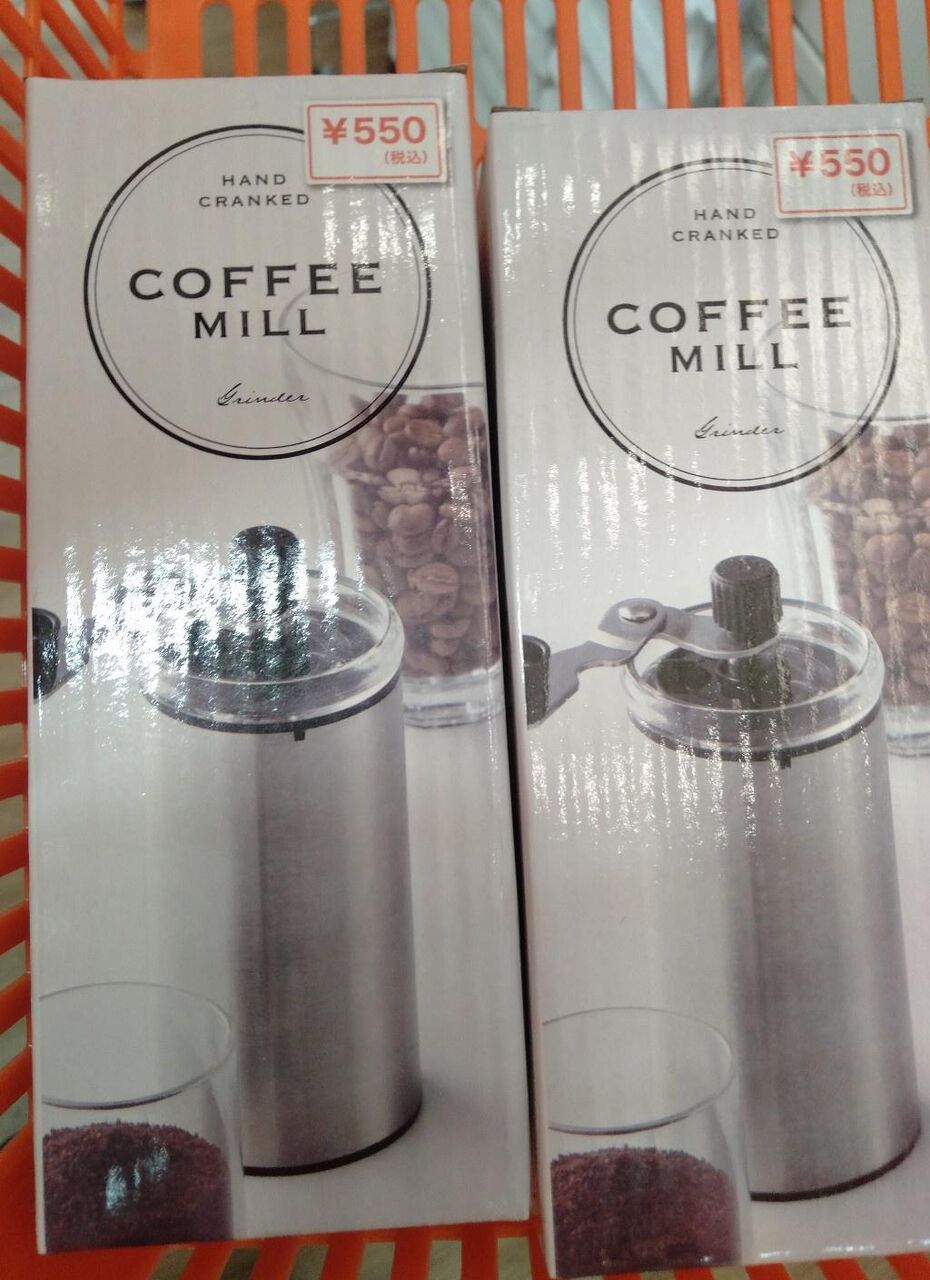 ¥550
(税込)
HAND
CRANKED
COFFEE
MILL
Grinder
¥550
(税込)
HAND
CRANKED
COFFEE
MILL
Grinder